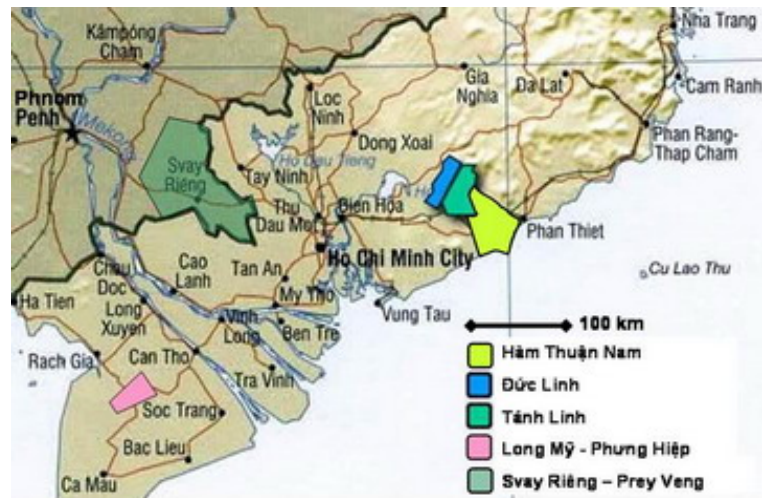 Nha Trang
Kâmpóng
Cham
Gia
Nghia
Da Lat
Cam Ranh
Loc
Ninh
Phnom
Penh
Mekong
Dong Xoai
Phan Rang-
Thap Cham
Svay
Riêng
Ho Dau Tieng
Tay Ninh
Thu
Dau Mot
Bien Hoa
Phan Thiet
Ho Chi Minh City
Chau
Doc
Cao
Lanh
Tan An
Cu Lao Thu
Ha Tien
Long
Xuyen
My Tho
Vung Tau
Vinh
Long
Ben Tre
100 km
Rach Gia
Can Tho
Hàm Thuận Nam
Tra Vinh
Đức Linh
Soc Trang
Tánh Linh
Bac Lieu
Long Mỹ - Phưng Hiệp
Ca Mau
Svay Riêng – Prey Veng